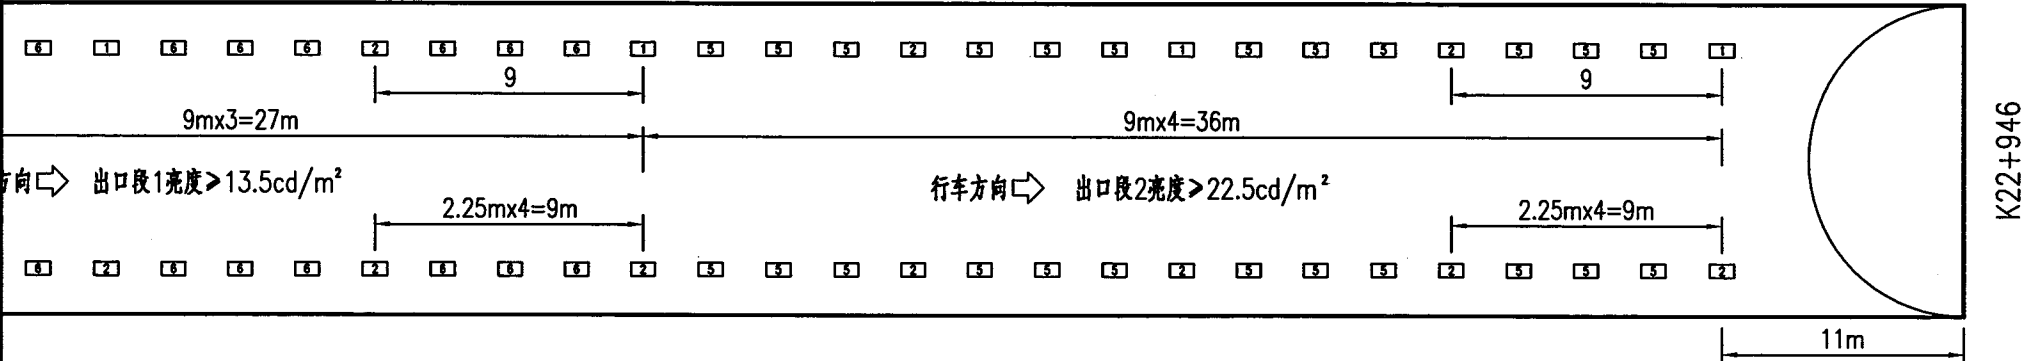 6 1 6 6 6 2 6 6 6 1 5 5 5 2 5 5 5 1 5 5 5 2 5 5 5 1
9 9
9mx3=27m 9mx4=36m
方向 出口段1亮度≥13.5cd/m² 行车方向 出口段2亮度≥22.5cd/m²
2.25mx4=9m 2.25mx4=9m
6 2 6 6 6 2 6 6 6 2 5 5 5 2 5 5 5 2 5 5 5 2 5 5 5 2
11m
K22+946